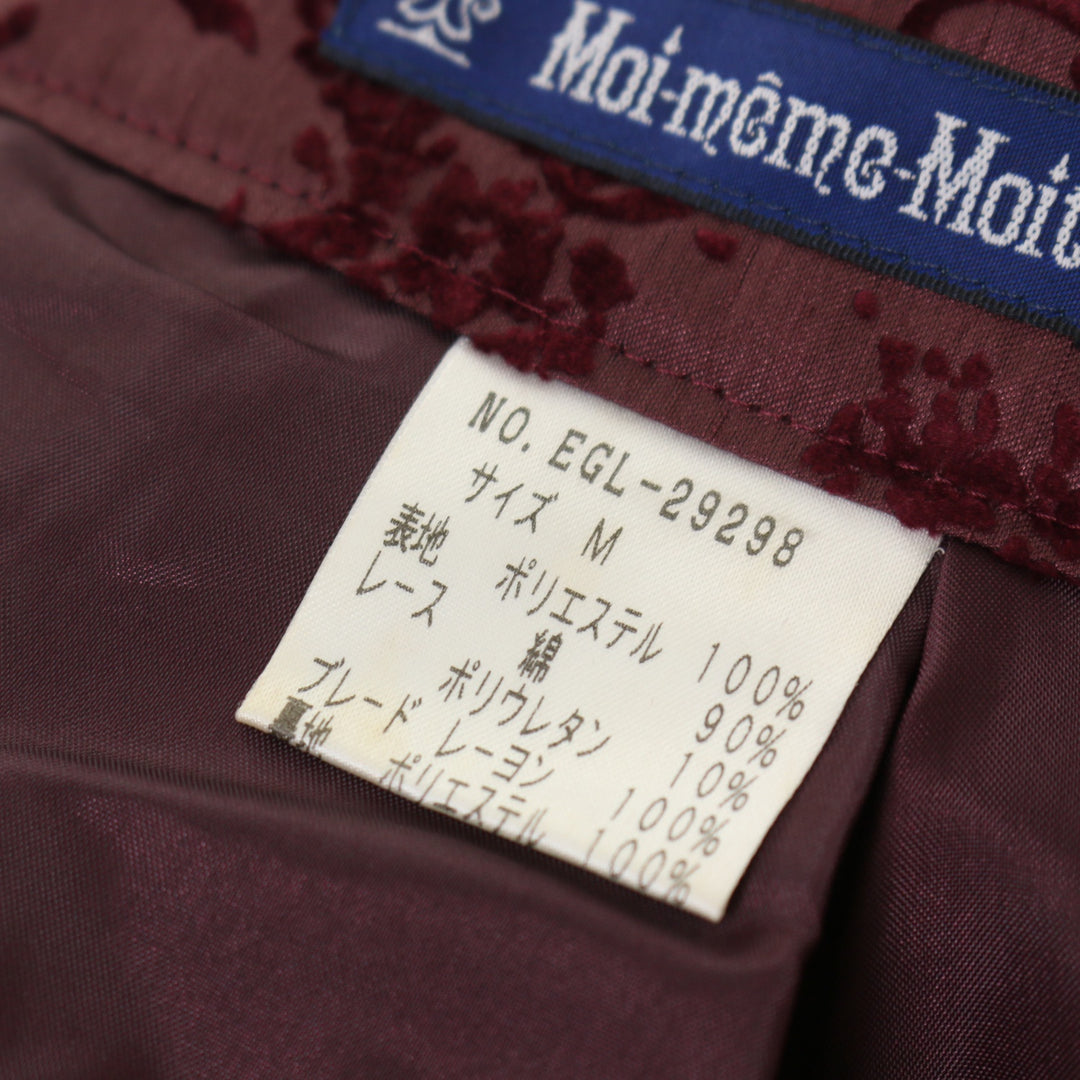 Moi-même-Moit
NO. EGL-29298
サイズ M
表地 ポリエステル 100%
レース 綿 90%
ポリウレタン 10%
ブレード レーヨン 100%
裏地 ポリエステル 100%